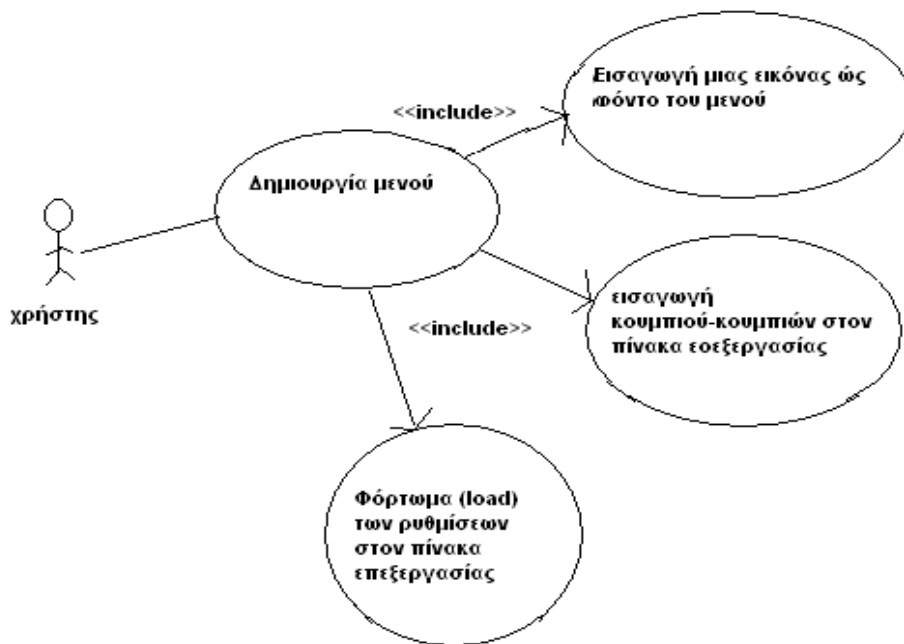 Εισαγωγή μιας εικόνας ώς
φόντο του μενού
<<include>>
Δημιουργία μενού
χρήστης
<<include>>
εισαγωγή
κουμπιού-κουμπιών στον
πίνακα εοεξεργασίας
Φόρτωμα (load)
των ρυθμίσεων
στον πίνακα
επεξεργασίας